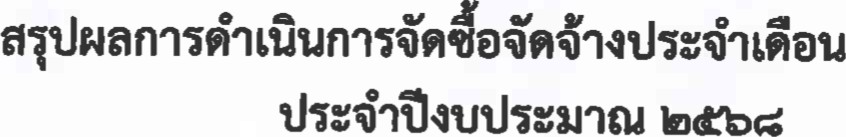 สรุปผลการดำเนินการจัดซื้อจัดจ้างประจำเดือน
ประจำปีงบประมาณ ๒๕๖๘